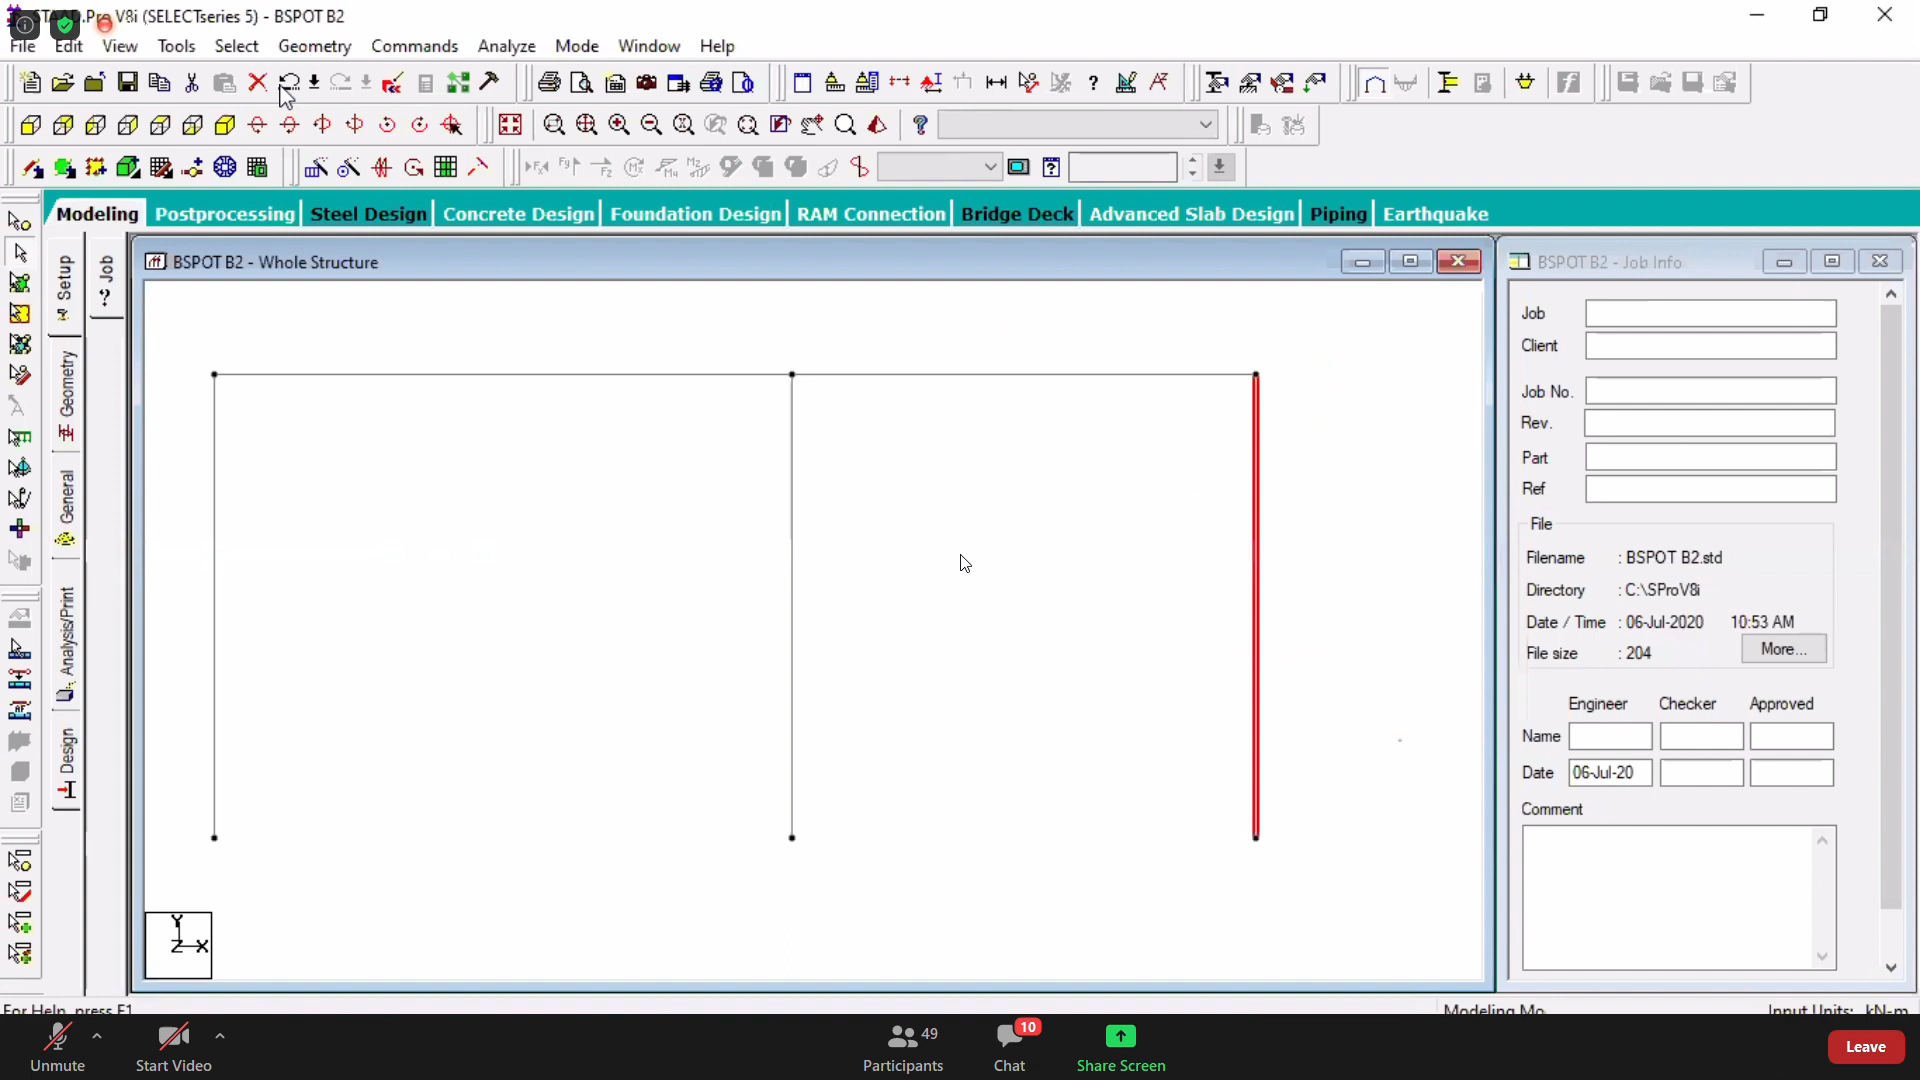 STAAD.Pro V8i (SELECTseries 5) - BSPOT B2
File Edit View Tools Select Geometry Commands Analyze Mode Window Help
Modeling Postprocessing Steel Design Concrete Design Foundation Design RAM Connection Bridge Deck Advanced Slab Design Piping Earthquake
Setup
Geometry
General
Analysis/Print
Design
Job
BSPOT B2 - Whole Structure
Y
Z X
BSPOT B2 - Job Info
Job
Client
Job No.
Rev.
Part
Ref
File
Filename : BSPOT B2.std
Directory : C:\SProV8i
Date / Time : 06-Jul-2020 10:53 AM
File size : 204 More...
Engineer Checker Approved
Name
Date 06-Jul-20
Comment
For Help, press F1 Modeling Mo Input Units: kN-m
Unmute Start Video Participants 49 Chat 10 Share Screen Leave